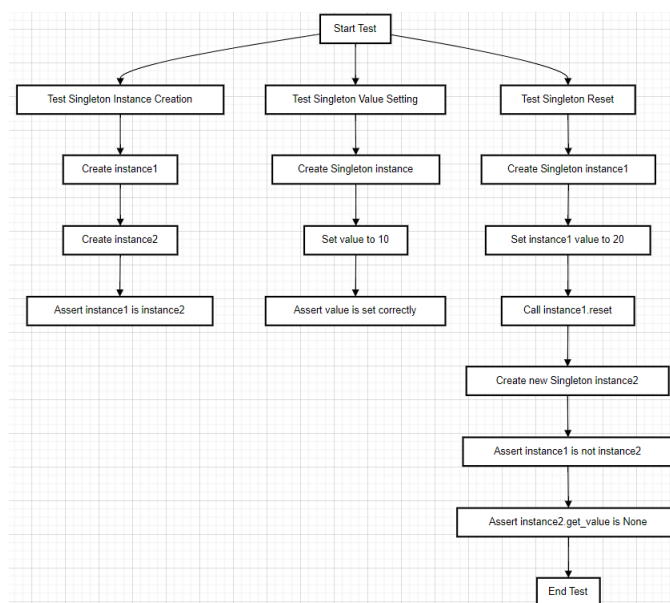 Start Test
Test Singleton Instance Creation
Test Singleton Value Setting
Test Singleton Reset
Create instance1
Create Singleton instance
Create Singleton instance1
Create instance2
Set value to 10
Set instance1 value to 20
Assert instance1 is instance2
Assert value is set correctly
Call instance1.reset
Create new Singleton instance2
Assert instance1 is not instance2
Assert instance2.get_value is None
End Test